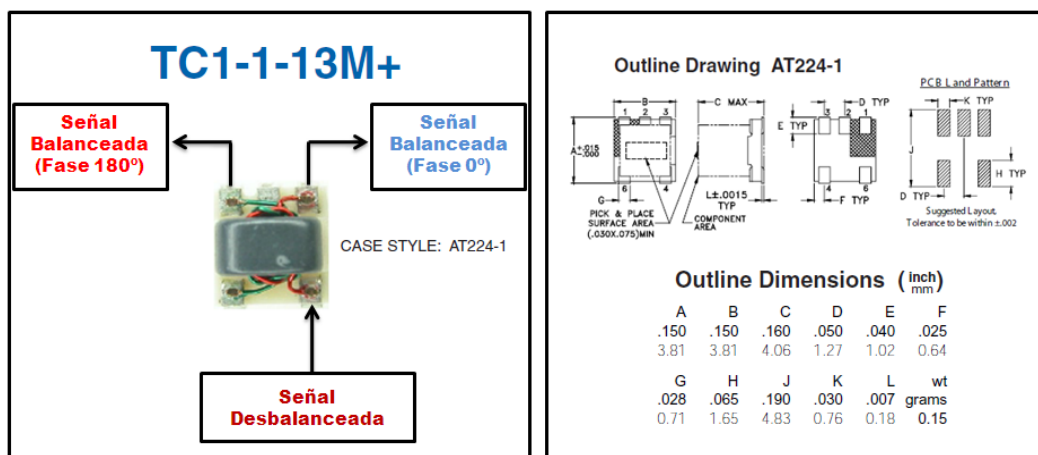 TC1-1-13M+
Señal
Balanceada
(Fase 180º)
Señal
Balanceada
(Fase 0º)
CASE STYLE: AT224-1
Señal
Desbalanceada
Outline Drawing AT224-1
PCB Land Pattern
B
C MAX
D TYP
K TYP
1 2 3
3 2 1
E TYP
A±.015
.000
J
H TYP
6 4
4 6
G
L±.0015
TYP
F TYP
D TYP
PICK & PLACE
SURFACE AREA
(.030X.075)MIN
COMPONENT
AREA
Suggested Layout,
Tolerance to be within ±.002
Outline Dimensions (inch
mm)
A B C D E F
.150 .150 .160 .050 .040 .025
3.81 3.81 4.06 1.27 1.02 0.64
G H J K L wt
.028 .065 .190 .030 .007 grams
0.71 1.65 4.83 0.76 0.18 0.15